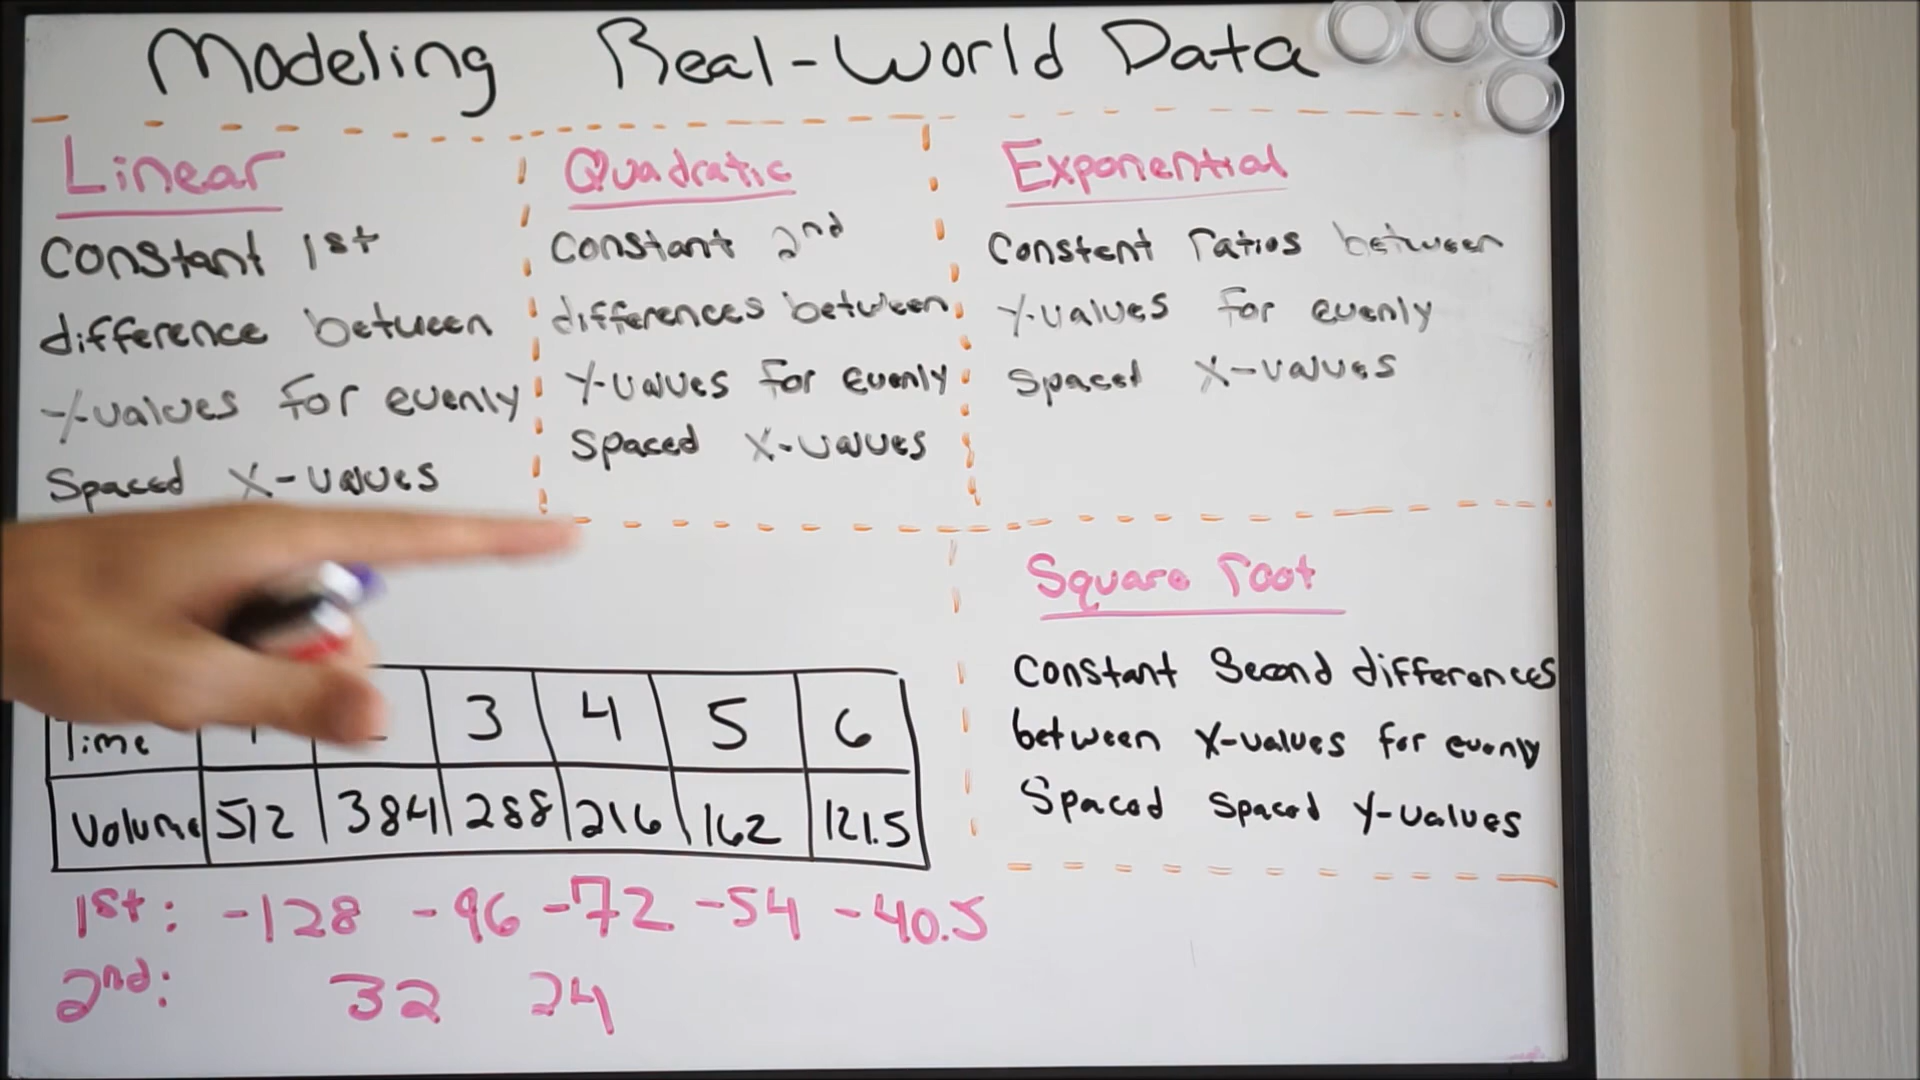 Modeling Real-World Data
Linear
Constant 1st
difference between
Y-values for evenly
Spaced X-values
Quadratic
Constant 2nd
differences between
Y-values for evenly
Spaced X-values
Exponential
Constent ratios between
Y-values for evenly
Spaced X-values
Square root
Constant Second differences
between X-values for evenly
Spaced Spaced Y-values
Time 3 4 5 6
Volume 512 384 288 216 162 121.5
1st: -128 -96 -72 -54 -40.5
2nd: 32 24